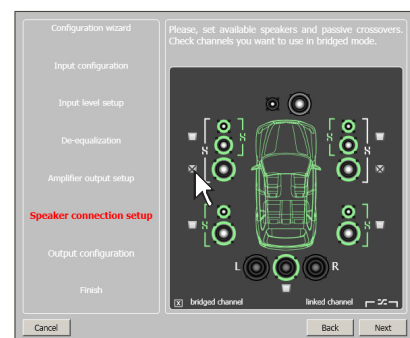 Configuration wizard
Please, set available speakers and passive crossovers.
Check channels you want to use in bridged mode.
Input configuration
Input level setup
De-equalization
Amplifier output setup
Speaker connection setup
Output configuration
Finish
L
R
X bridged channel
linked channel
Cancel
Back
Next